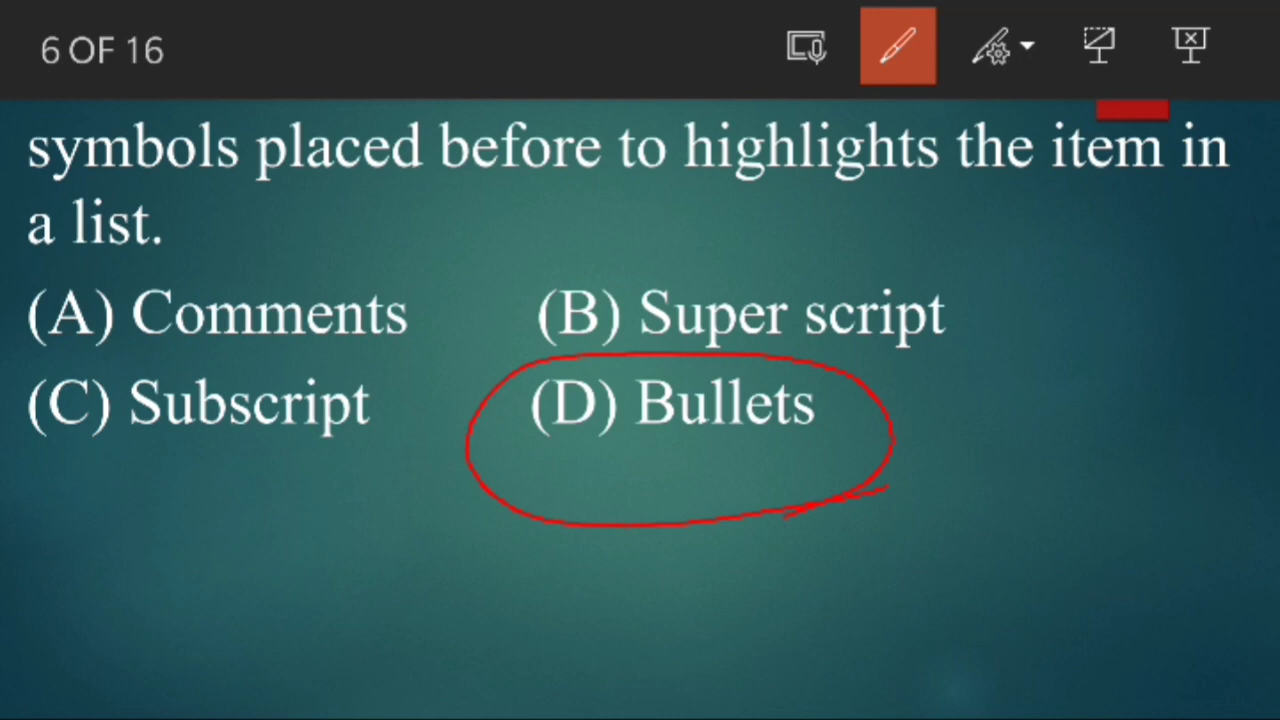 6 OF 16
symbols placed before to highlights the item in
a list.
(A) Comments (B) Super script
(C) Subscript (D) Bullets